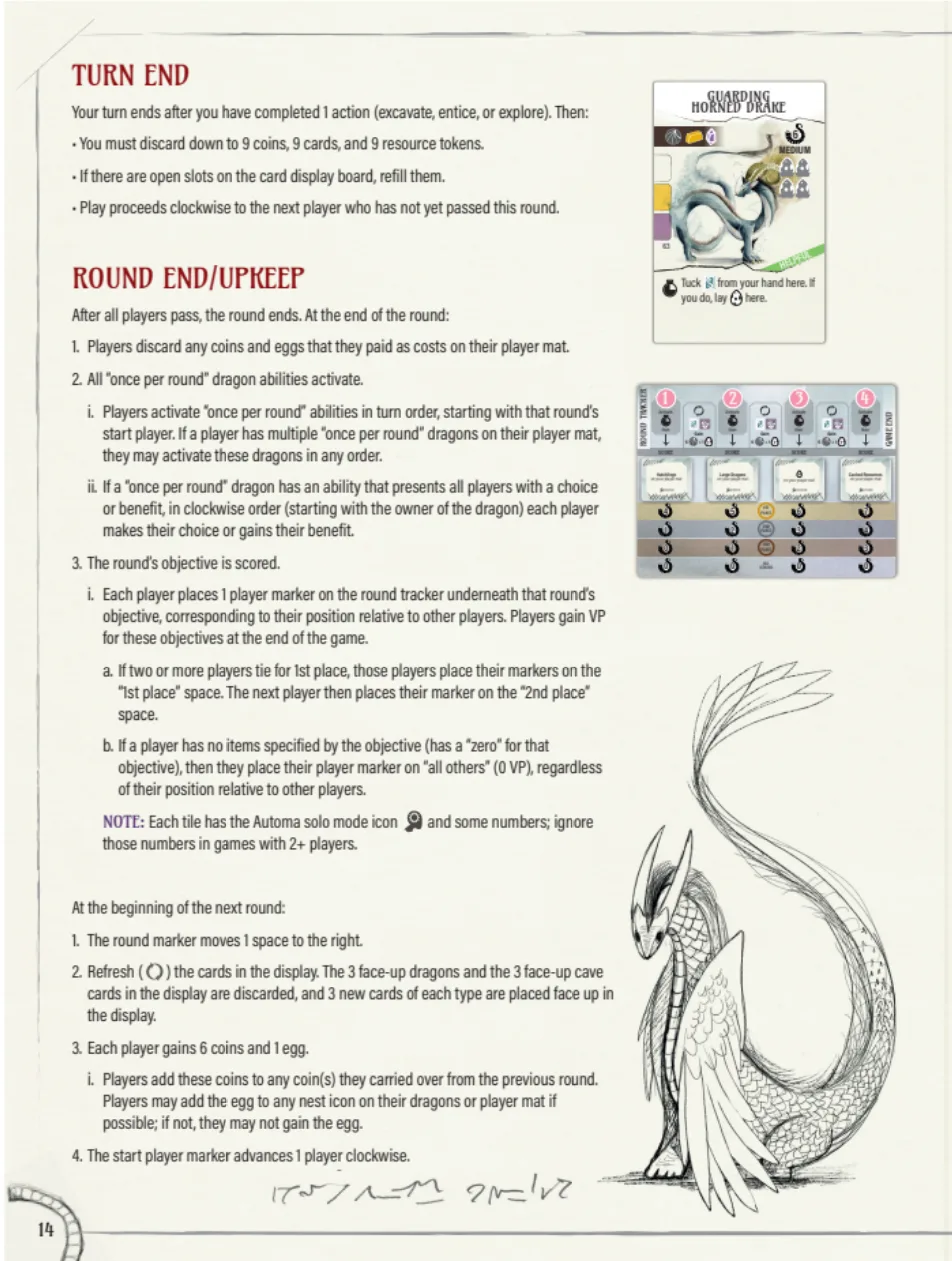 TURN END
Your turn ends after you have completed 1 action (excavate, entice, or explore). Then:
• You must discard down to 9 coins, 9 cards, and 9 resource tokens.
• If there are open slots on the card display board, refill them.
• Play proceeds clockwise to the next player who has not yet passed this round.
ROUND END/UPKEEP
After all players pass, the round ends. At the end of the round:
1. Players discard any coins and eggs that they paid as costs on their player mat.
2. All "once per round" dragon abilities activate.
i. Players activate "once per round" abilities in turn order, starting with that round's
start player. If a player has multiple "once per round" dragons on their player mat,
they may activate these dragons in any order.
ii. If a "once per round" dragon has an ability that presents all players with a choice
or benefit, in clockwise order (starting with the owner of the dragon) each player
makes their choice or gains their benefit.
3. The round's objective is scored.
i. Each player places 1 player marker on the round tracker underneath that round's
objective, corresponding to their position relative to other players. Players gain VP
for these objectives at the end of the game.
a. If two or more players tie for 1st place, those players place their markers on the
"1st place" space. The next player then places their marker on the "2nd place"
space.
b. If a player has no items specified by the objective (has a "zero" for that
objective), then they place their player marker on "all others" (0 VP), regardless
of their position relative to other players.
NOTE: Each tile has the Automa solo mode icon and some numbers; ignore
those numbers in games with 2+ players.
At the beginning of the next round:
1. The round marker moves 1 space to the right.
2. Refresh ( ) the cards in the display. The 3 face-up dragons and the 3 face-up cave
cards in the display are discarded, and 3 new cards of each type are placed face up in
the display.
3. Each player gains 6 coins and 1 egg.
i. Players add these coins to any coin(s) they carried over from the previous round.
Players may add the egg to any nest icon on their dragons or player mat if
possible; if not, they may not gain the egg.
4. The start player marker advances 1 player clockwise.
14
GUARDING
HORNED DRAKE
6
MEDIUM
63
HELPFUL
Tuck from your hand here. If
you do, lay here.
ROUND TRACKER
1 2 3 4
GAME END